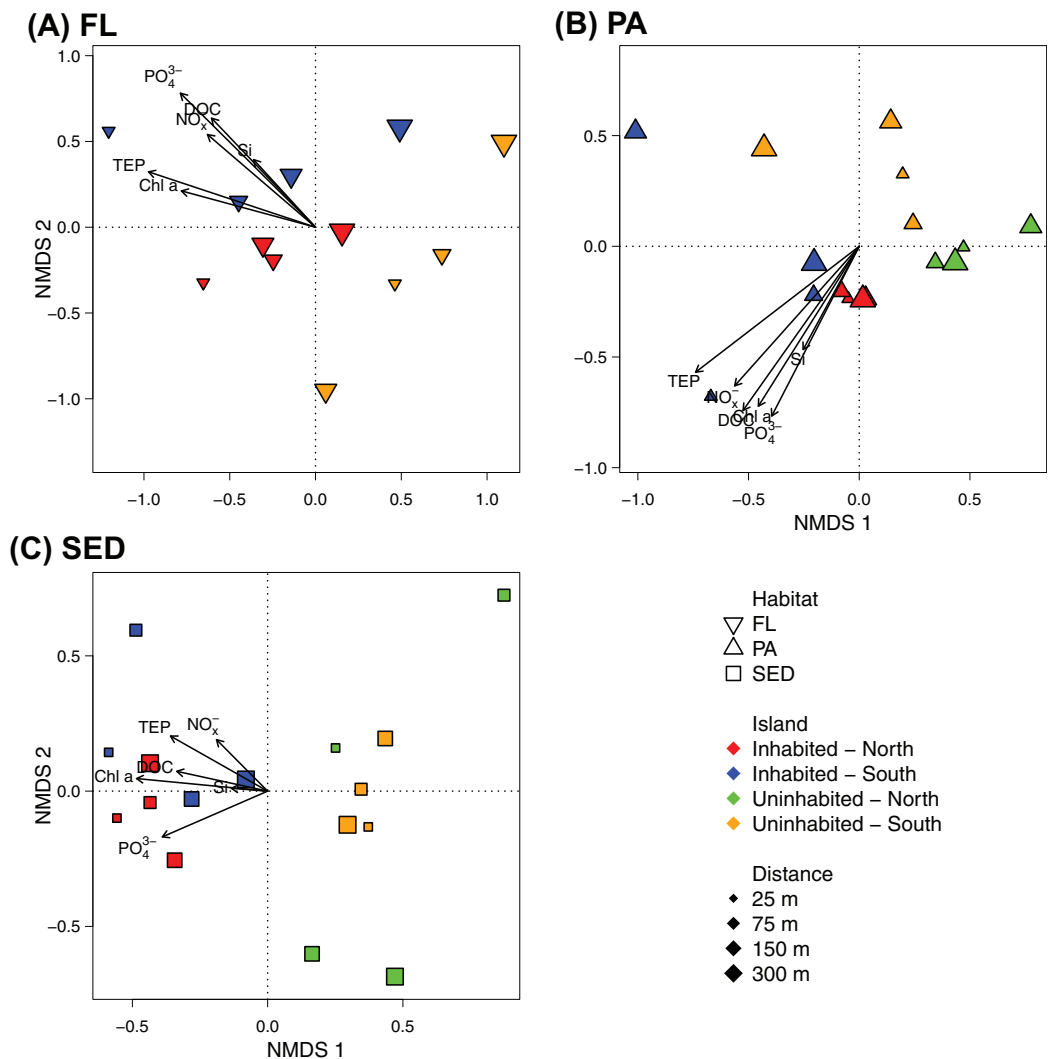 (A) FL
(B) PA
1.0
0.5
0.0
−0.5
−1.0
NMDS 2
PO₄³⁻
DOC
NOₓ⁻
Si
TEP
Chl a
−1.0
−0.5
0.0
0.5
1.0
0.5
0.0
−0.5
−1.0
Si
TEP
NOₓ⁻
Chl a
DOC
PO₄³⁻
−1.0
−0.5
0.0
0.5
NMDS 1
(C) SED
0.5
0.0
−0.5
NMDS 2
TEP
NOₓ⁻
DOC
Chl a
Si
PO₄³⁻
−0.5
0.0
0.5
NMDS 1
Habitat
FL
PA
SED
Island
Inhabited − North
Inhabited − South
Uninhabited − North
Uninhabited − South
Distance
25 m
75 m
150 m
300 m